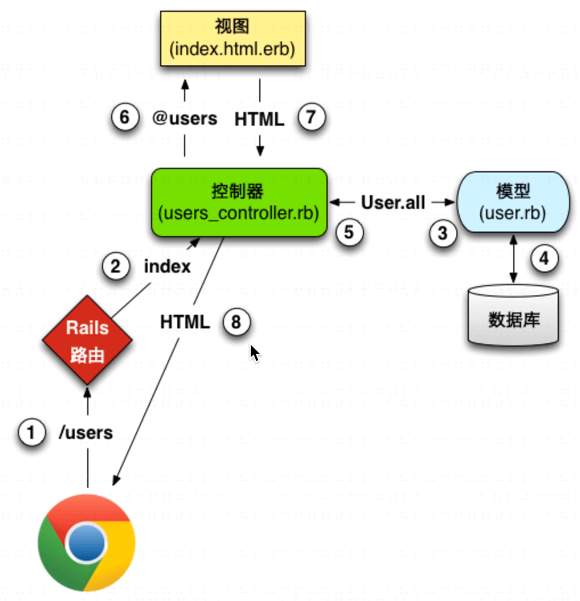 视图
(index.html.erb)
6 @users HTML 7
控制器
(users_controller.rb)
User.all
模型
(user.rb)
5 3
4
2 index
HTML 8
数据库
Rails
路由
1 /users